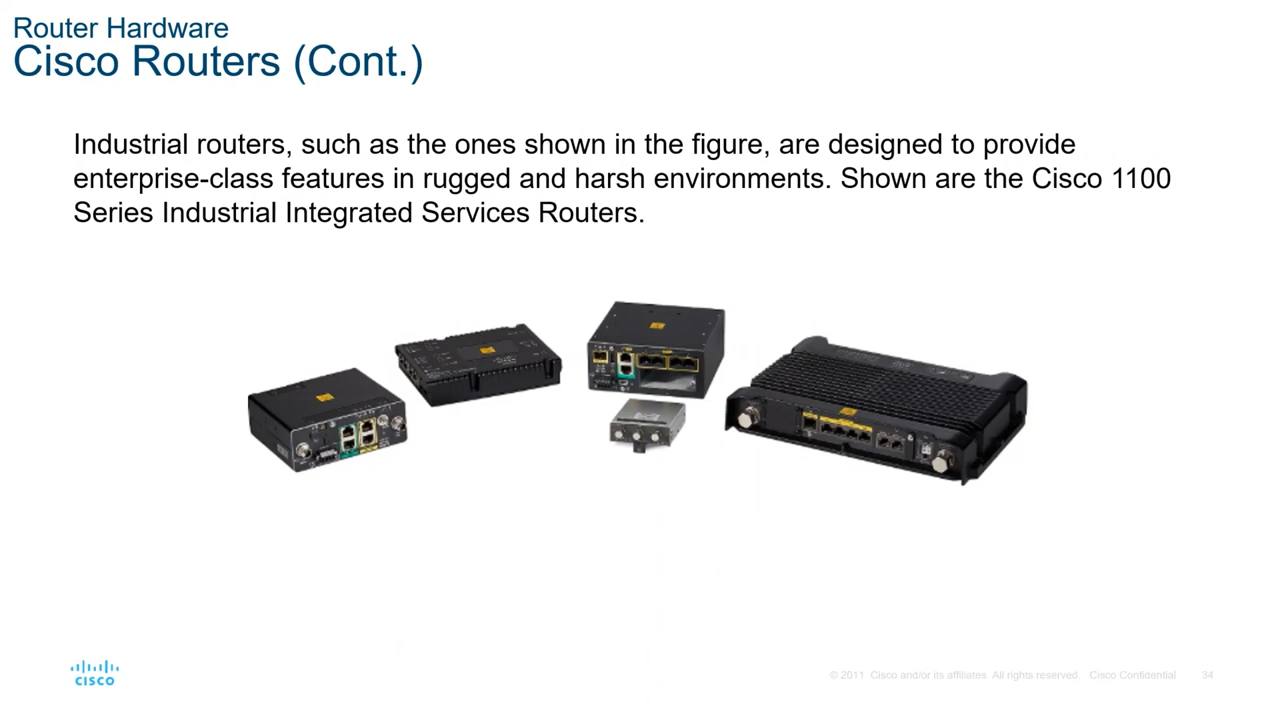 Router Hardware
Cisco Routers (Cont.)
Industrial routers, such as the ones shown in the figure, are designed to provide
enterprise-class features in rugged and harsh environments. Shown are the Cisco 1100
Series Industrial Integrated Services Routers.
CISCO
© 2011 Cisco and/or its affiliates. All rights reserved. Cisco Confidential 34